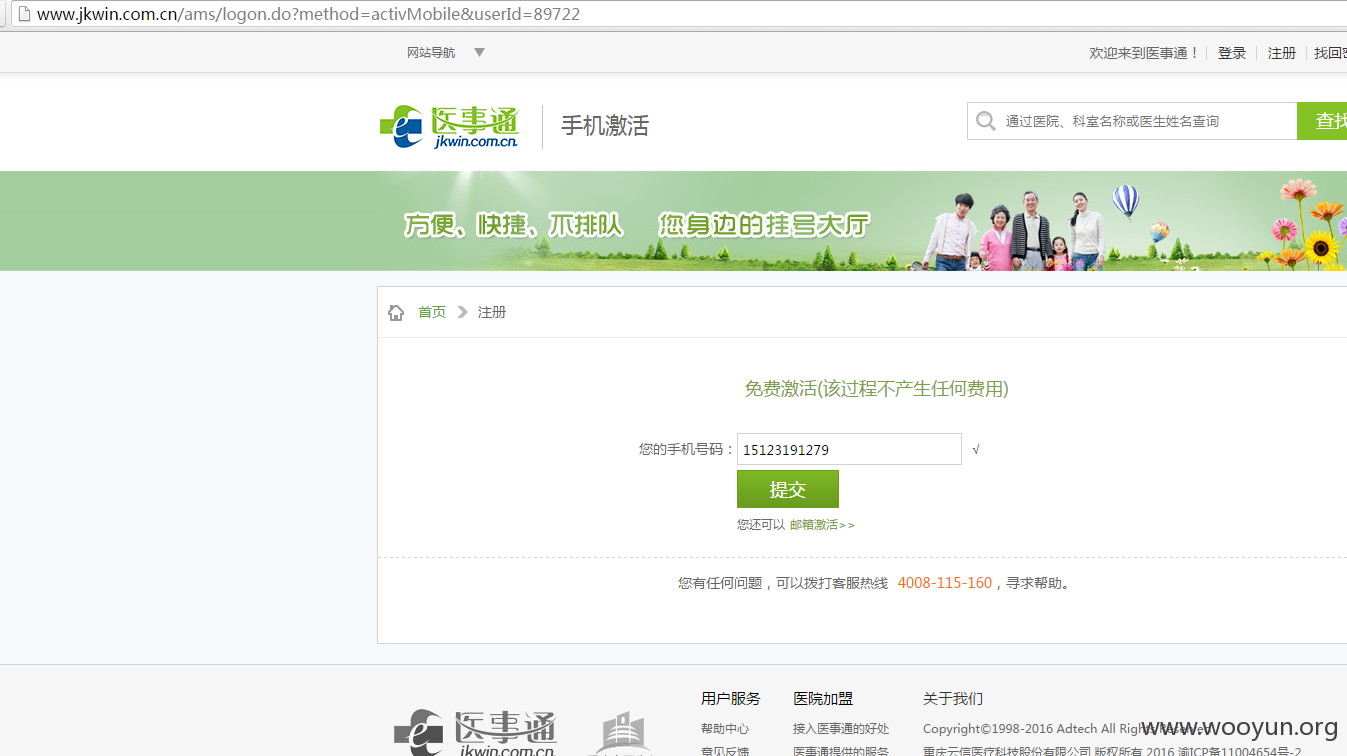 www.jkwin.com.cn/ams/logon.do?method=activMobile&userId=89722
网站导航 ▼
欢迎来到医事通！ 登录 注册 找回
医事通
jkwin.com.cn
手机激活
通过医院、科室名称或医生姓名查询
查找
方便、快捷、不排队 您身边的挂号大厅
首页 注册
免费激活(该过程不产生任何费用)
您的手机号码： 15123191279 √
提交
您还可以 邮箱激活>>
您有任何问题，可以拨打客服热线 4008-115-160，寻求帮助。
医事通
jkwin.com.cn
用户服务 医院加盟 关于我们
帮助中心 接入医事通的好处 Copyright©1998-2016 Adtech All Rights Reserved
www.wooyun.org
意见反馈 医事通提供的服务 重庆云信医疗科技股份有限公司 版权所有 2016 渝ICP备11004654号-2